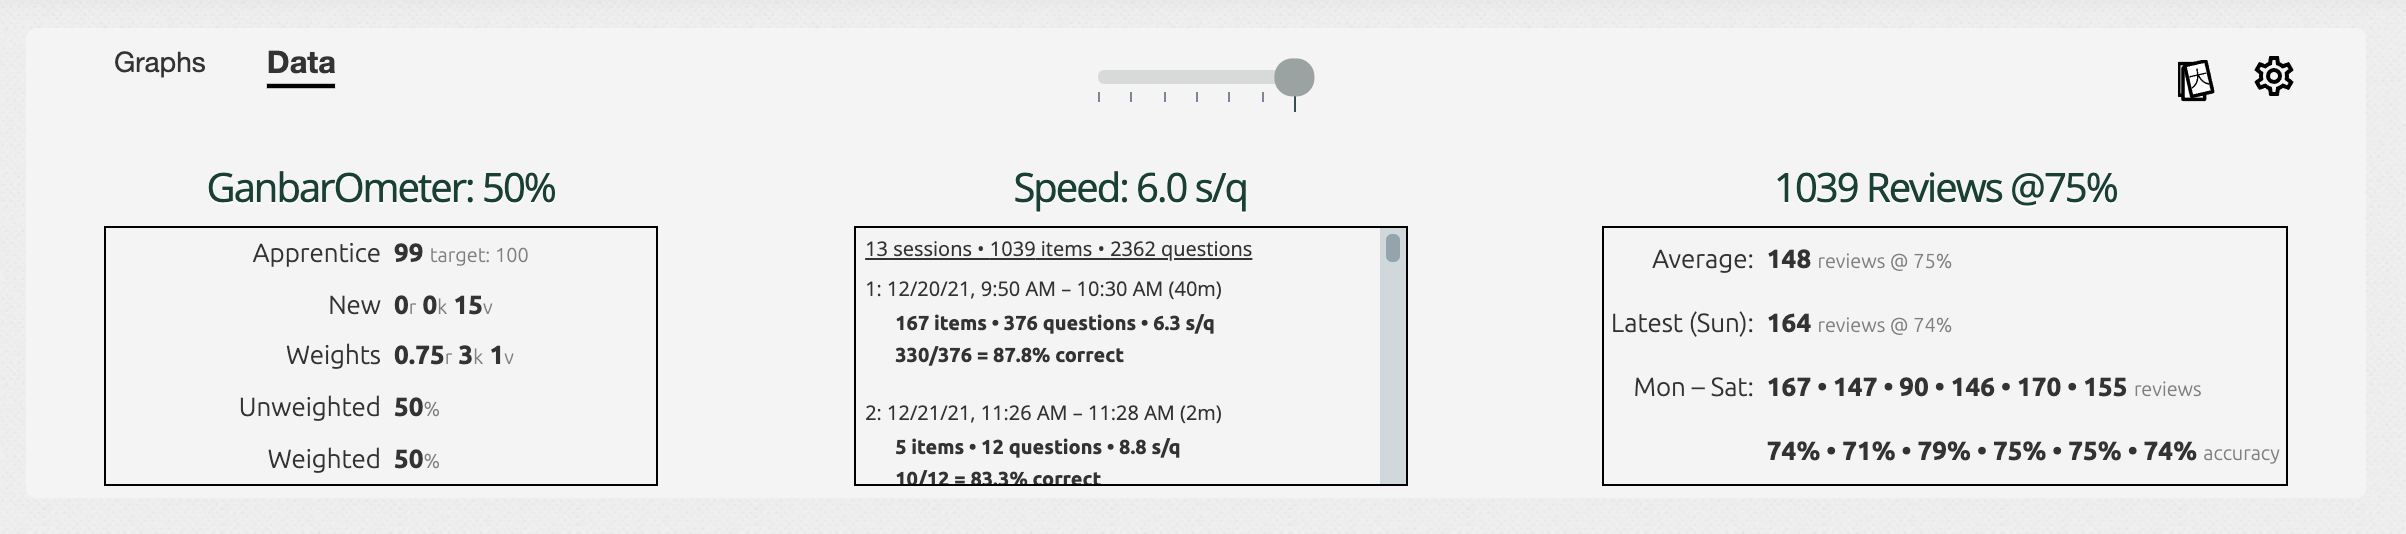 Graphs Data
大
GanbarOmeter: 50%
Apprentice 99 target: 100
New 0r 0k 15v
Weights 0.75r 3k 1v
Unweighted 50%
Weighted 50%
Speed: 6.0 s/q
13 sessions • 1039 items • 2362 questions
1: 12/20/21, 9:50 AM – 10:30 AM (40m)
167 items • 376 questions • 6.3 s/q
330/376 = 87.8% correct
2: 12/21/21, 11:26 AM – 11:28 AM (2m)
5 items • 12 questions • 8.8 s/q
10/12 = 83.3% correct
1039 Reviews @75%
Average: 148 reviews @ 75%
Latest (Sun): 164 reviews @ 74%
Mon – Sat: 167 • 147 • 90 • 146 • 170 • 155 reviews
74% • 71% • 79% • 75% • 75% • 74% accuracy